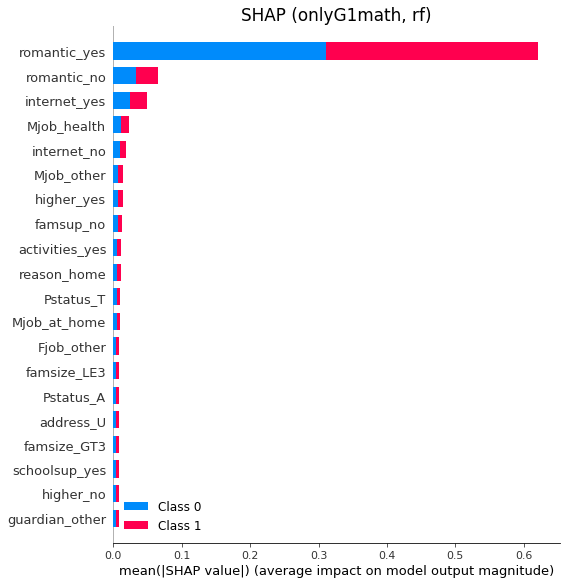 SHAP (onlyG1math, rf)
romantic_yes
romantic_no
internet_yes
Mjob_health
internet_no
Mjob_other
higher_yes
famsup_no
activities_yes
reason_home
Pstatus_T
Mjob_at_home
Fjob_other
famsize_LE3
Pstatus_A
address_U
famsize_GT3
schoolsup_yes
higher_no
guardian_other
Class 0
Class 1
0.0 0.1 0.2 0.3 0.4 0.5 0.6
mean(|SHAP value|) (average impact on model output magnitude)